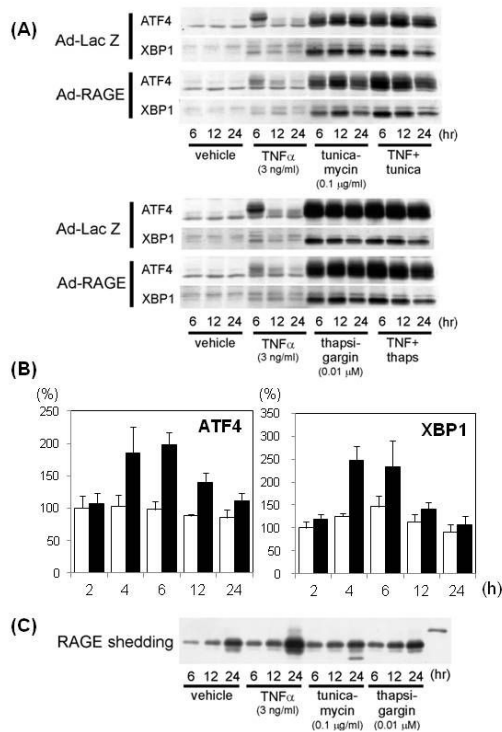 (A)
Ad-Lac Z ATF4
XBP1
Ad-RAGE ATF4
XBP1
6 12 24 6 12 24 6 12 24 6 12 24 (hr)
vehicle TNFα tunica- TNF+
(3 ng/ml) mycin tunica
(0.1 µg/ml)
Ad-Lac Z ATF4
XBP1
Ad-RAGE ATF4
XBP1
6 12 24 6 12 24 6 12 24 6 12 24 (hr)
vehicle TNFα thapsi- TNF+
(3 ng/ml) gargin thaps
(0.01 µM)
(B)
(%) (%)
ATF4 XBP1
250 200 150 100 50 0
350 300 250 200 150 100 50 0
2 4 6 12 24 2 4 6 12 24 (h)
(C)
RAGE shedding
6 12 24 6 12 24 6 12 24 6 12 24 (hr)
vehicle TNFα tunica- thapsi-
(3 ng/ml) mycin gargin
(0.1 µg/ml) (0.01 µM)